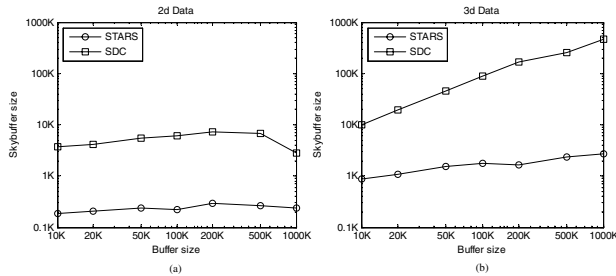 2d Data
1000K
100K
10K
1K
0.1K
Skybuffer size
STARS
SDC
10K 20K 50K 100K 200K 500K 1000K
Buffer size
(a)
3d Data
1000K
100K
10K
1K
0.1K
Skybuffer size
STARS
SDC
10K 20K 50K 100K 200K 500K 1000K
Buffer size
(b)